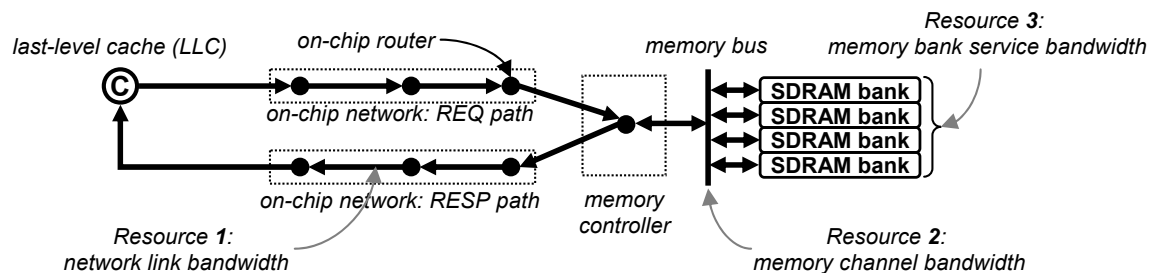 Resource 3:
memory bank service bandwidth
on-chip router
last-level cache (LLC)
memory bus
C
SDRAM bank
SDRAM bank
SDRAM bank
SDRAM bank
on-chip network: REQ path
on-chip network: RESP path
memory
controller
Resource 1:
network link bandwidth
Resource 2:
memory channel bandwidth